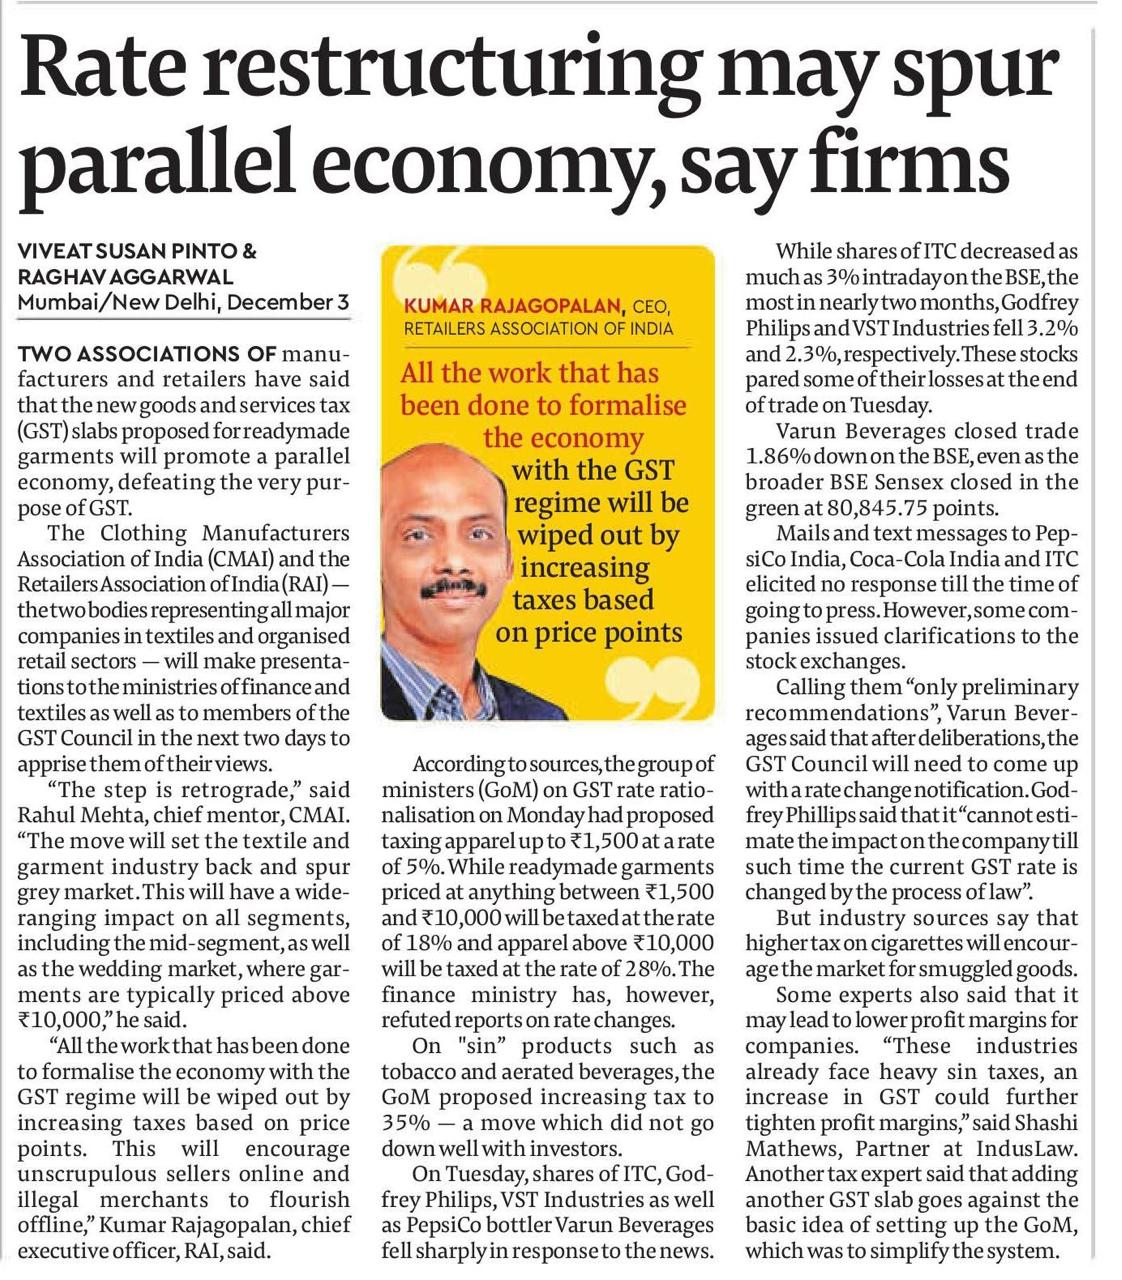 Rate restructuring may spur
parallel economy, say firms
VIVEAT SUSAN PINTO &
RAGHAV AGGARWAL
Mumbai/New Delhi, December 3
TWO ASSOCIATIONS OF manu-
facturers and retailers have said
that the new goods and services tax
(GST) slabs proposed for readymade
garments will promote a parallel
economy, defeating the very pur-
pose of GST.
The Clothing Manufacturers
Association of India (CMAI) and the
Retailers Association of India (RAI) —
the two bodies representing all major
companies in textiles and organised
retail sectors — will make presenta-
tions to the ministries of finance and
textiles as well as to members of the
GST Council in the next two days to
apprise them of their views.
“The step is retrograde,” said
Rahul Mehta, chief mentor, CMAI.
“The move will set the textile and
garment industry back and spur
grey market. This will have a wide-
ranging impact on all segments,
including the mid-segment, as well
as the wedding market, where gar-
ments are typically priced above
₹10,000,” he said.
“All the work that has been done
to formalise the economy with the
GST regime will be wiped out by
increasing taxes based on price
points. This will encourage
unscrupulous sellers online and
illegal merchants to flourish
offline,” Kumar Rajagopalan, chief
executive officer, RAI, said.
“
KUMAR RAJAGOPALAN, CEO,
RETAILERS ASSOCIATION OF INDIA
All the work that has
been done to formalise
the economy
with the GST
regime will be
wiped out by
increasing
taxes based
on price points
”
According to sources, the group of
ministers (GoM) on GST rate ratio-
nalisation on Monday had proposed
taxing apparel up to ₹1,500 at a rate
of 5%. While readymade garments
priced at anything between ₹1,500
and ₹10,000 will be taxed at the rate
of 18% and apparel above ₹10,000
will be taxed at the rate of 28%. The
finance ministry has, however,
refuted reports on rate changes.
On "sin” products such as
tobacco and aerated beverages, the
GoM proposed increasing tax to
35% — a move which did not go
down well with investors.
On Tuesday, shares of ITC, God-
frey Philips, VST Industries as well
as PepsiCo bottler Varun Beverages
fell sharply in response to the news.
While shares of ITC decreased as
much as 3% intraday on the BSE, the
most in nearly two months, Godfrey
Philips and VST Industries fell 3.2%
and 2.3%, respectively. These stocks
pared some of their losses at the end
of trade on Tuesday.
Varun Beverages closed trade
1.86% down on the BSE, even as the
broader BSE Sensex closed in the
green at 80,845.75 points.
Mails and text messages to Pep-
siCo India, Coca-Cola India and ITC
elicited no response till the time of
going to press. However, some com-
panies issued clarifications to the
stock exchanges.
Calling them “only preliminary
recommendations”, Varun Bever-
ages said that after deliberations, the
GST Council will need to come up
with a rate change notification. God-
frey Phillips said that it “cannot esti-
mate the impact on the company till
such time the current GST rate is
changed by the process of law”.
But industry sources say that
higher tax on cigarettes will encour-
age the market for smuggled goods.
Some experts also said that it
may lead to lower profit margins for
companies. “These industries
already face heavy sin taxes, an
increase in GST could further
tighten profit margins,” said Shashi
Mathews, Partner at IndusLaw.
Another tax expert said that adding
another GST slab goes against the
basic idea of setting up the GoM,
which was to simplify the system.